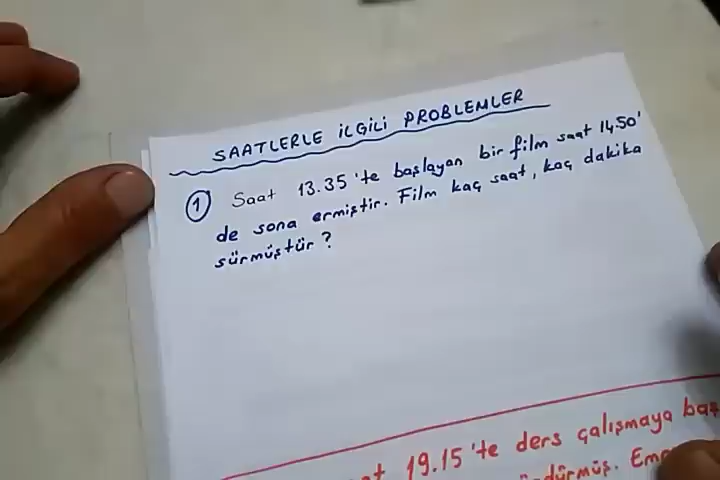 SAATLERLE İLGİLİ PROBLEMLER
1 Saat 13.35'te başlayan bir film saat 14.50'
de sona ermiştir. Film kaç saat, kaç dakika
sürmüştür?
19.15'te ders çalışmaya